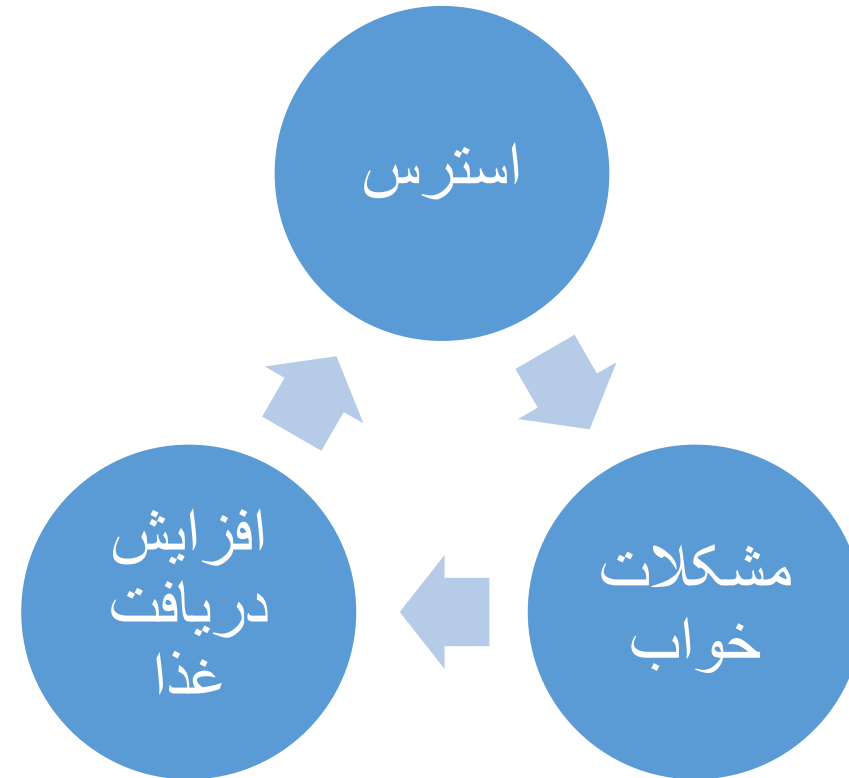 استرس
مشکلات
خواب
افزایش
دریافت
غذا